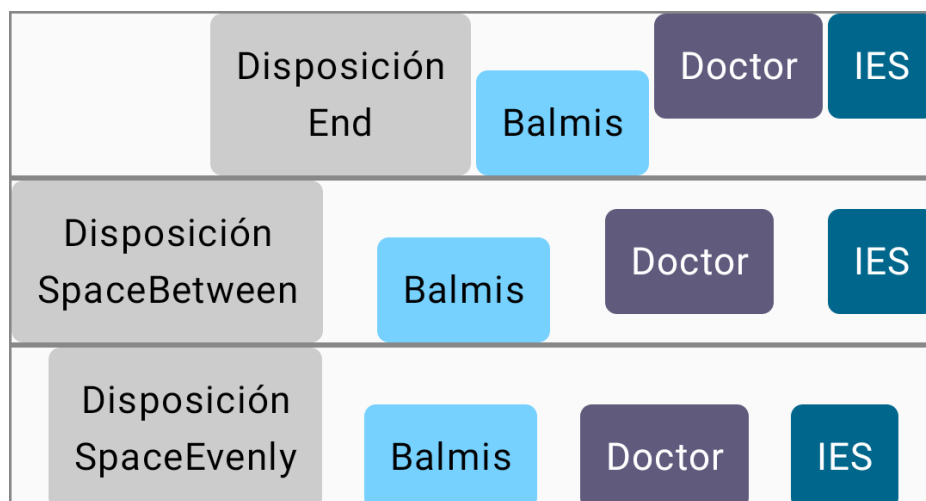 Disposición
End
Balmis
Doctor
IES
Disposición
SpaceBetween
Balmis
Doctor
IES
Disposición
SpaceEvenly
Balmis
Doctor
IES